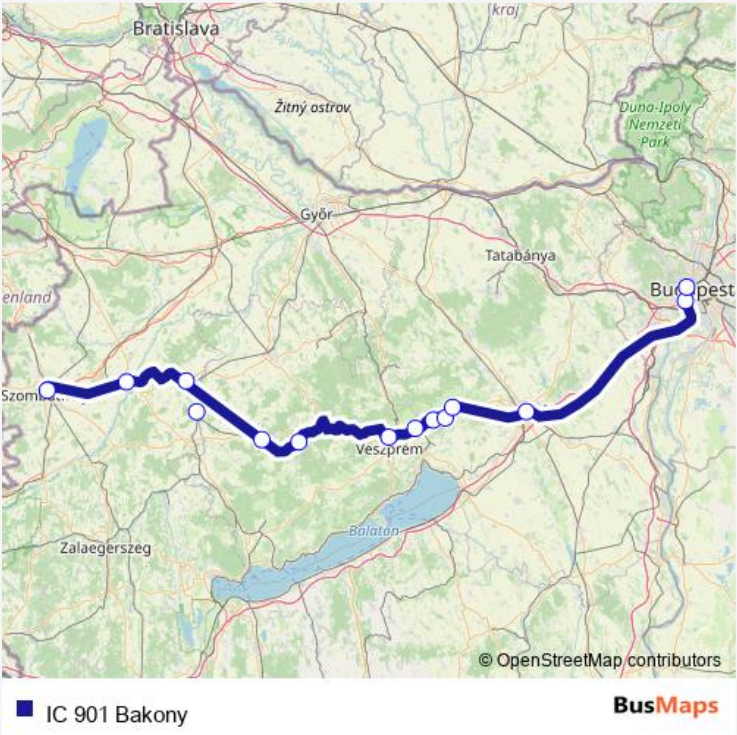 kraj
Bratislava
Žitný ostrov
Duna-Ipoly
Nemzeti
Park
Győr
Tatabánya
enland
Budapest
Veszprém
Balaton
Zalaegerszeg
© OpenStreetMap contributors
IC 901 Bakony
BusMaps